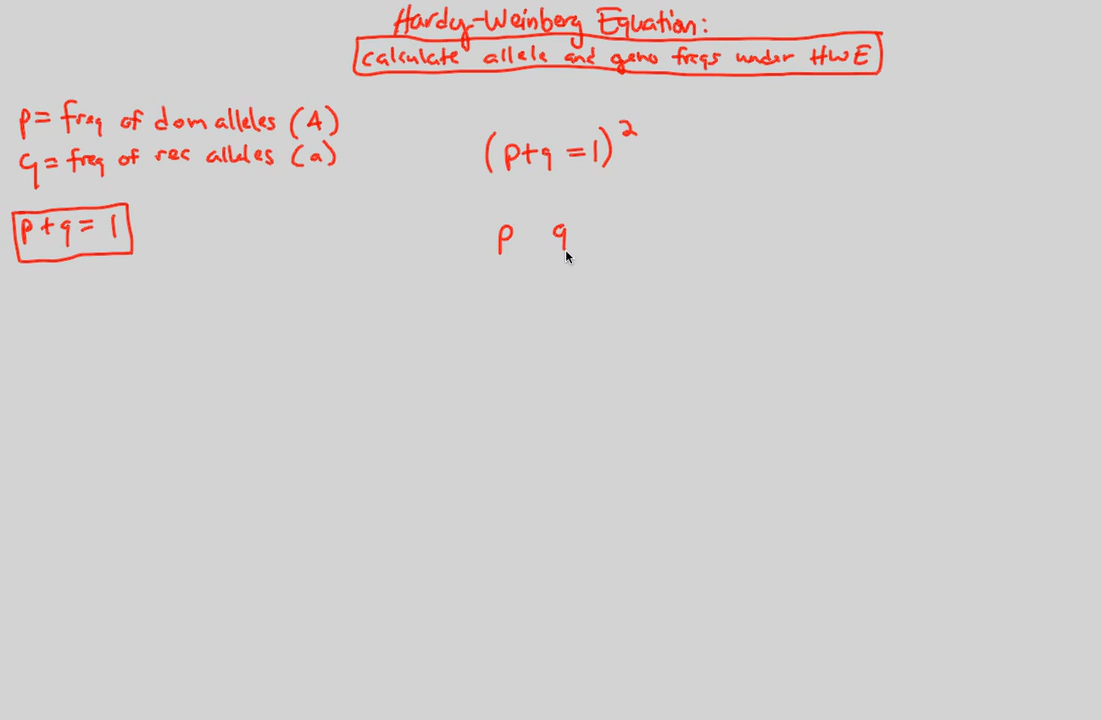 Hardy-Weinberg Equation:
calculate allele and geno freqs under HWE
p = freq of dom alleles (A)
q = freq of rec alleles (a)
p + q = 1
(p+q = 1)²
p q